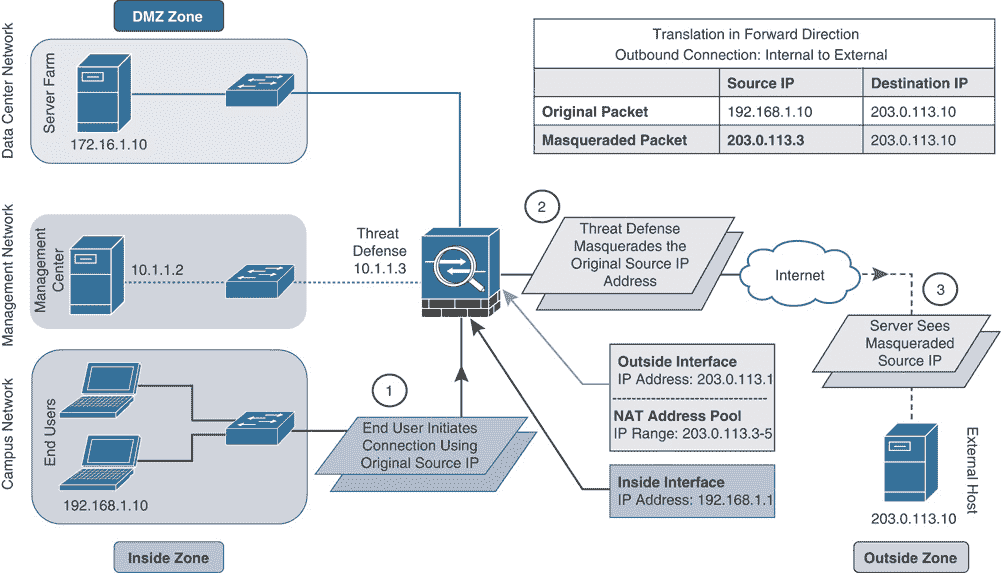 DMZ Zone
Data Center Network
Server Farm
172.16.1.10
Translation in Forward Direction
Outbound Connection: Internal to External
Source IP
Destination IP
Original Packet
192.168.1.10
203.0.113.10
Masqueraded Packet
203.0.113.3
203.0.113.10
Management Network
Management
Center
10.1.1.2
Threat
Defense
10.1.1.3
2
Threat Defense
Masquerades the
Original Source IP
Address
Internet
3
Server Sees
Masqueraded
Source IP
Campus Network
End Users
192.168.1.10
1
End User Initiates
Connection Using
Original Source IP
Outside Interface
IP Address: 203.0.113.1
NAT Address Pool
IP Range: 203.0.113.3-5
Inside Interface
IP Address: 192.168.1.1
External Host
203.0.113.10
Inside Zone
Outside Zone